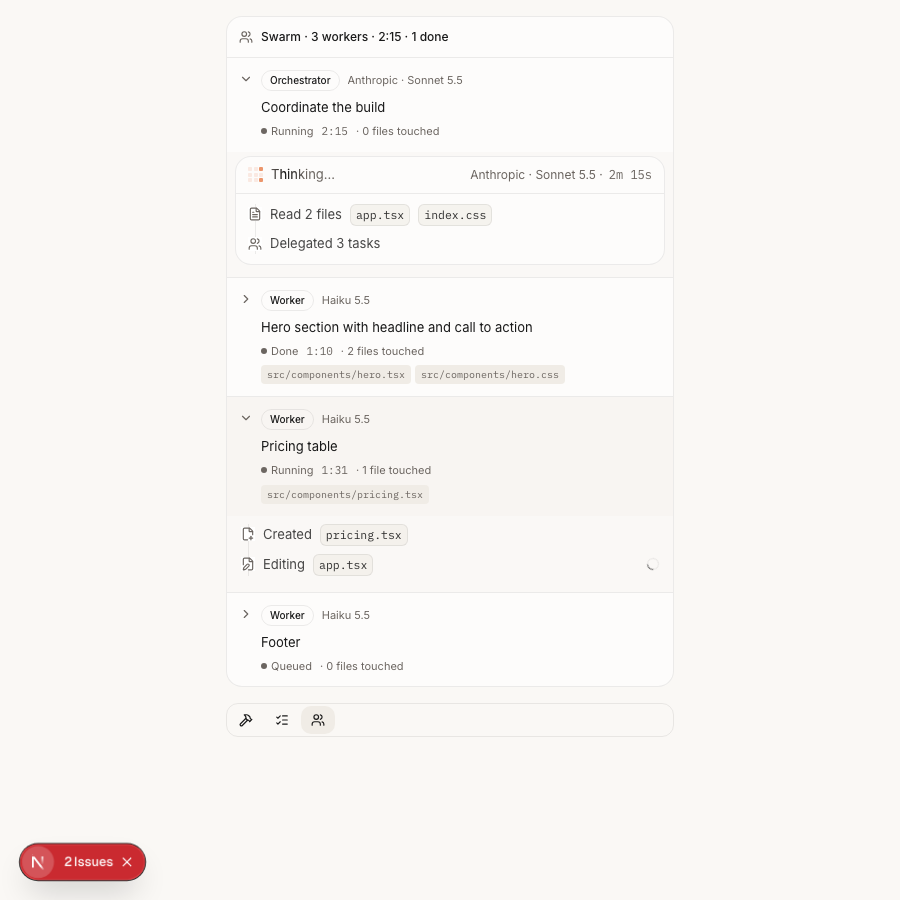 Swarm · 3 workers · 2:15 · 1 done
Orchestrator Anthropic · Sonnet 5.5
Coordinate the build
Running 2:15 · 0 files touched
Thinking... Anthropic · Sonnet 5.5 · 2m 15s
Read 2 files app.tsx index.css
Delegated 3 tasks
Worker Haiku 5.5
Hero section with headline and call to action
Done 1:10 · 2 files touched
src/components/hero.tsx src/components/hero.css
Worker Haiku 5.5
Pricing table
Running 1:31 · 1 file touched
src/components/pricing.tsx
Created pricing.tsx
Editing app.tsx
Worker Haiku 5.5
Footer
Queued · 0 files touched
N 2 Issues